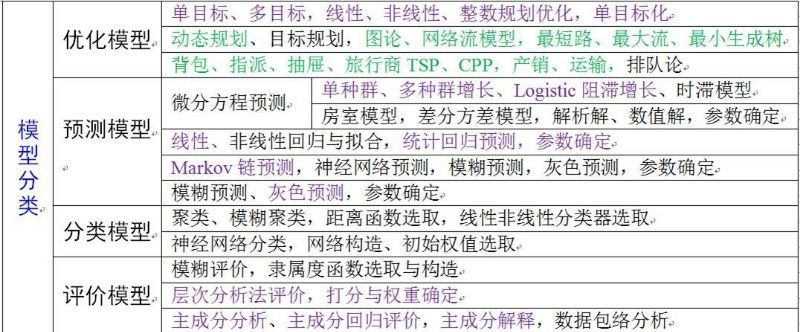 模型分类
优化模型
单目标、多目标，线性、非线性、整数规划优化，单目标化
动态规划、目标规划，图论、网络流模型，最短路、最大流、最小生成树
背包、指派、抽屉、旅行商 TSP、CPP，产销、运输，排队论
预测模型
微分方程预测
单种群、多种群增长、Logistic 阻滞增长、时滞模型
房室模型，差分方差模型，解析解、数值解，参数确定
线性、非线性回归与拟合，统计回归预测，参数确定
Markov 链预测，神经网络预测，模糊预测，灰色预测，参数确定
模糊预测、灰色预测，参数确定
分类模型
聚类、模糊聚类，距离函数选取，线性非线性分类器选取
神经网络分类，网络构造、初始权值选取
评价模型
模糊评价，隶属度函数选取与构造
层次分析法评价，打分与权重确定
主成分分析、主成分回归评价，主成分解释，数据包络分析